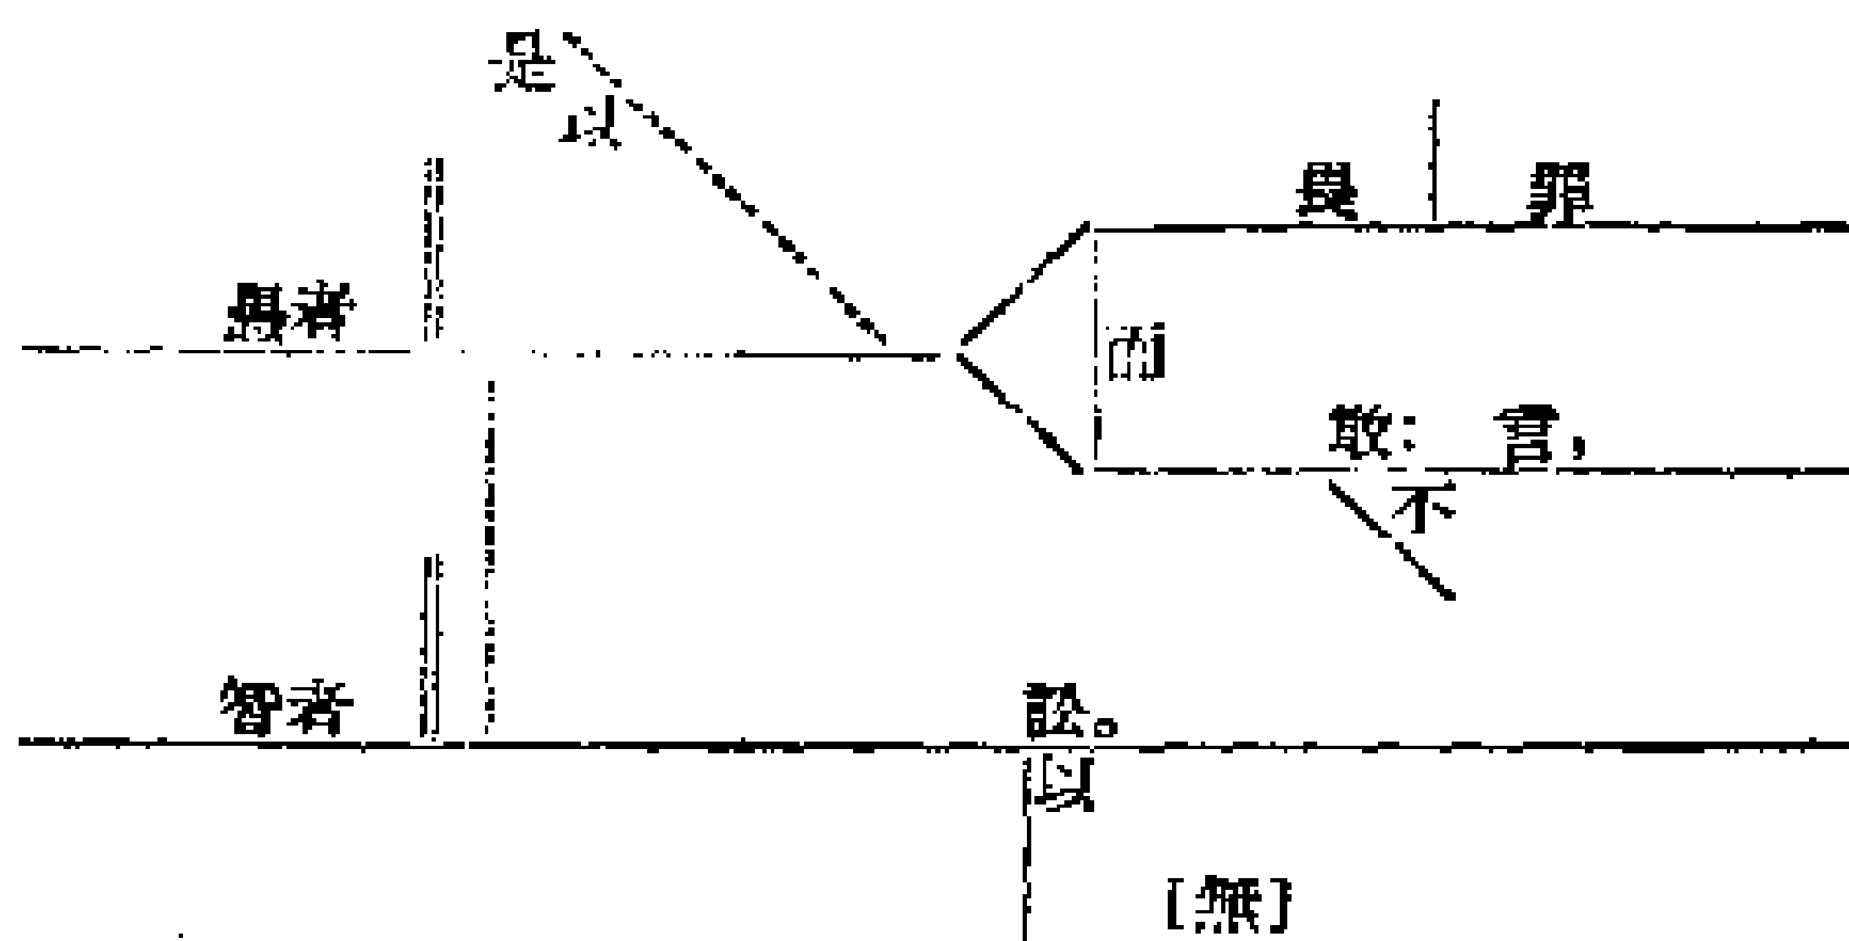 是以
畏 罪
愚者
而
敢: 言,
不
智者 訟。
以
[無]